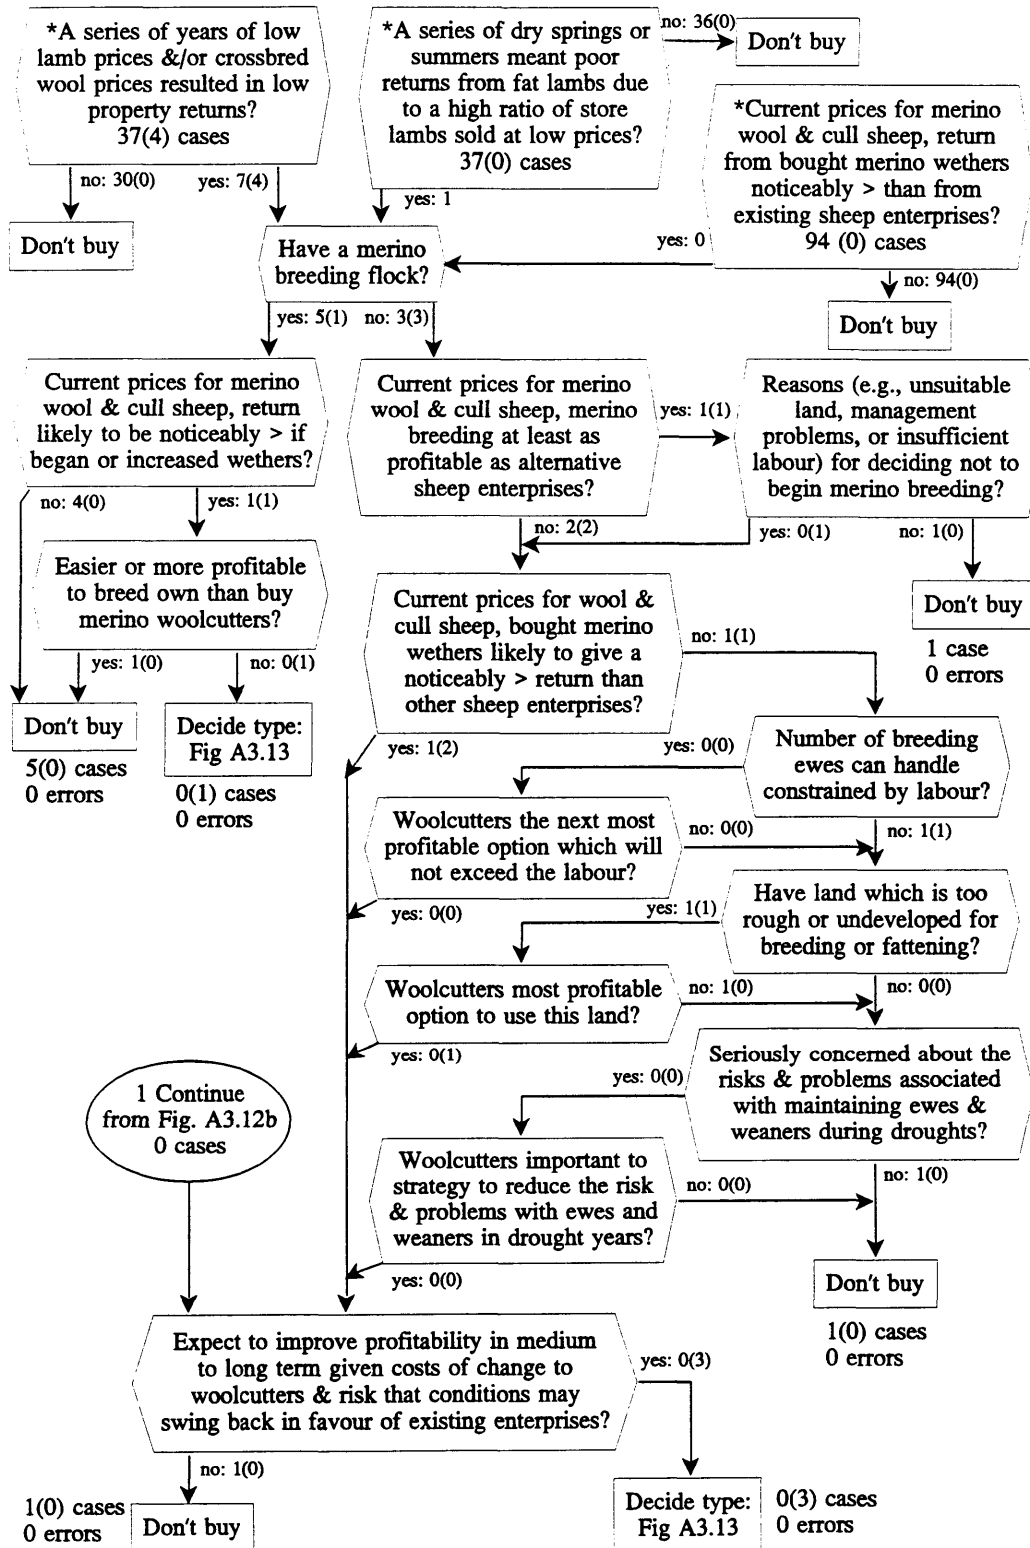 *A series of years of low
lamb prices &/or crossbred
wool prices resulted in low
property returns?
37(4) cases
*A series of dry springs or
summers meant poor
returns from fat lambs due
to a high ratio of store
lambs sold at low prices?
37(0) cases
no: 36(0)
Don't buy
*Current prices for merino
wool & cull sheep, return
from bought merino wethers
noticeably > than from
existing sheep enterprises?
94 (0) cases
no: 30(0)
yes: 7(4)
yes: 1
Don't buy
Have a merino
breeding flock?
yes: 0
no: 94(0)
Don't buy
yes: 5(1)
no: 3(3)
Current prices for merino
wool & cull sheep, return
likely to be noticeably > if
began or increased wethers?
Current prices for merino
wool & cull sheep, merino
breeding at least as
profitable as alternative
sheep enterprises?
yes: 1(1)
Reasons (e.g., unsuitable
land, management
problems, or insufficient
labour) for deciding not to
begin merino breeding?
no: 4(0)
yes: 1(1)
no: 2(2)
yes: 0(1)
no: 1(0)
Easier or more profitable
to breed own than buy
merino woolcutters?
Don't buy
1 case
0 errors
Current prices for wool &
cull sheep, bought merino
wethers likely to give a
noticeably > return than
other sheep enterprises?
no: 1(1)
yes: 1(0)
no: 0(1)
Don't buy
5(0) cases
0 errors
Decide type:
Fig A3.13
0(1) cases
0 errors
yes: 1(2)
yes: 0(0)
Number of breeding
ewes can handle
constrained by labour?
Woolcutters the next most
profitable option which will
not exceed the labour?
no: 0(0)
no: 1(1)
yes: 0(0)
yes: 1(1)
Have land which is too
rough or undeveloped for
breeding or fattening?
Woolcutters most profitable
option to use this land?
no: 1(0)
no: 0(0)
yes: 0(1)
yes: 0(0)
Seriously concerned about the
risks & problems associated
with maintaining ewes &
weaners during droughts?
1 Continue
from Fig. A3.12b
0 cases
Woolcutters important to
strategy to reduce the risk
& problems with ewes and
weaners in drought years?
no: 0(0)
no: 1(0)
yes: 0(0)
Don't buy
1(0) cases
0 errors
Expect to improve profitability in medium
to long term given costs of change to
woolcutters & risk that conditions may
swing back in favour of existing enterprises?
yes: 0(3)
no: 1(0)
1(0) cases
0 errors
Don't buy
Decide type:
Fig A3.13
0(3) cases
0 errors